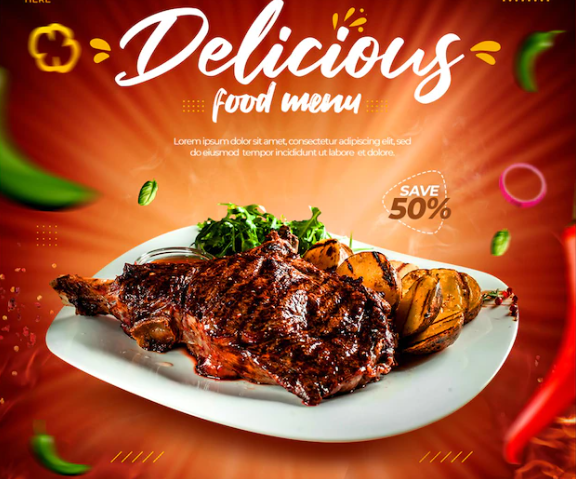 HERE
Delicious
food menu
Lorem ipsum dolor sit amet, consectetur adipiscing elit, sed
do eiusmod tempor incididunt ut labore et dolore...
SAVE
50%